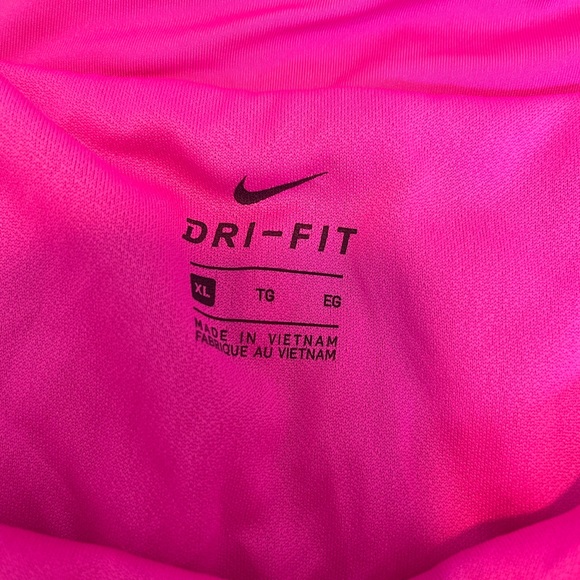 DRI-FIT
XL TG EG
MADE IN VIETNAM
FABRIQUE AU VIETNAM